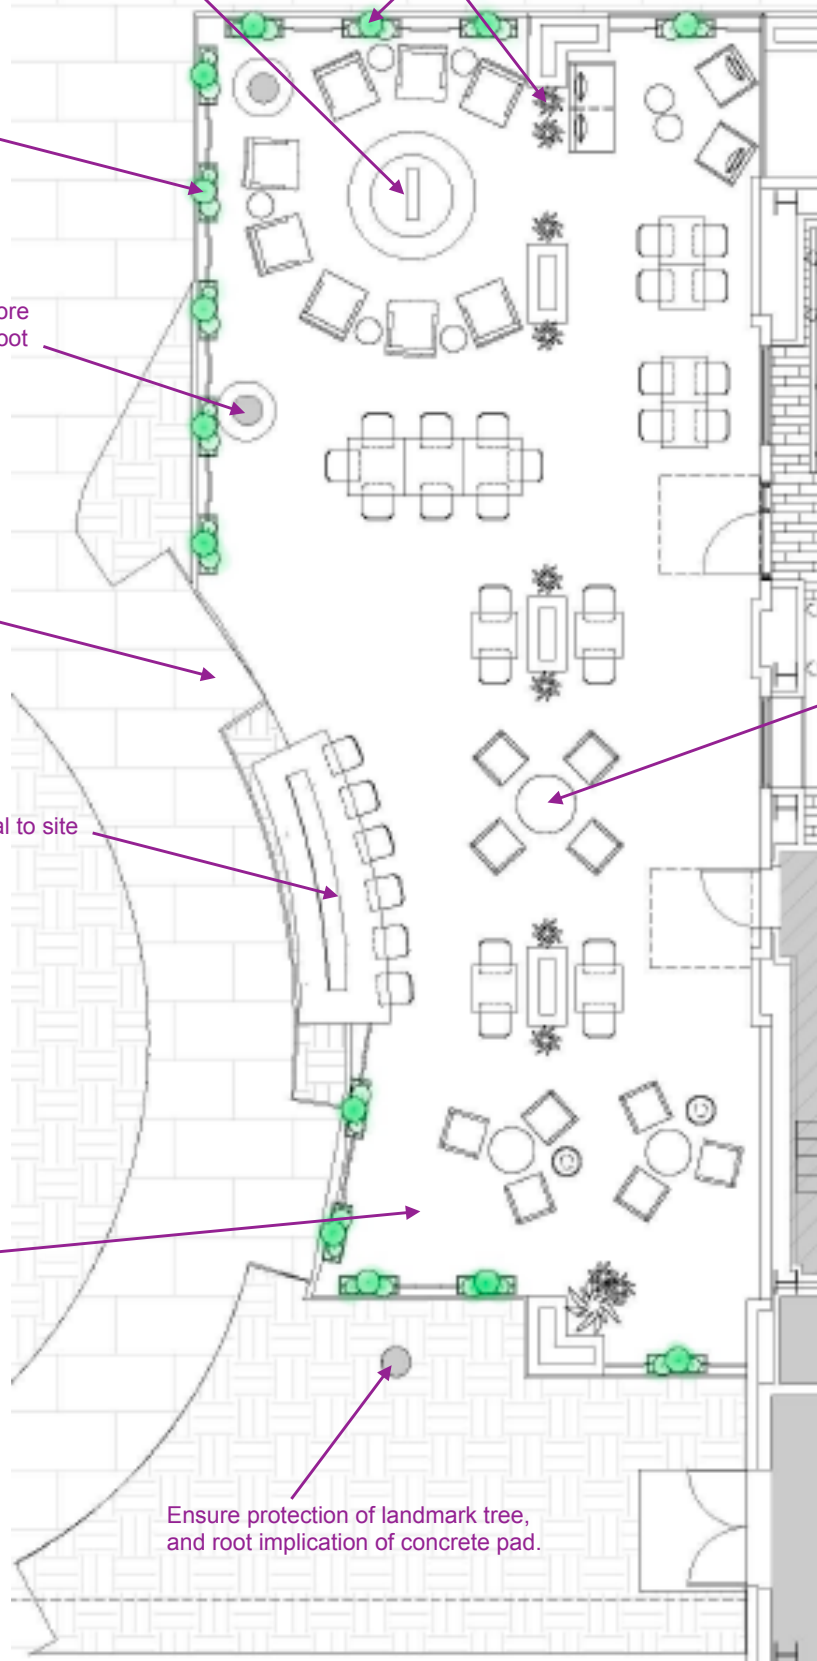 ore
oot
al to site
Ensure protection of landmark tree,
and root implication of concrete pad.